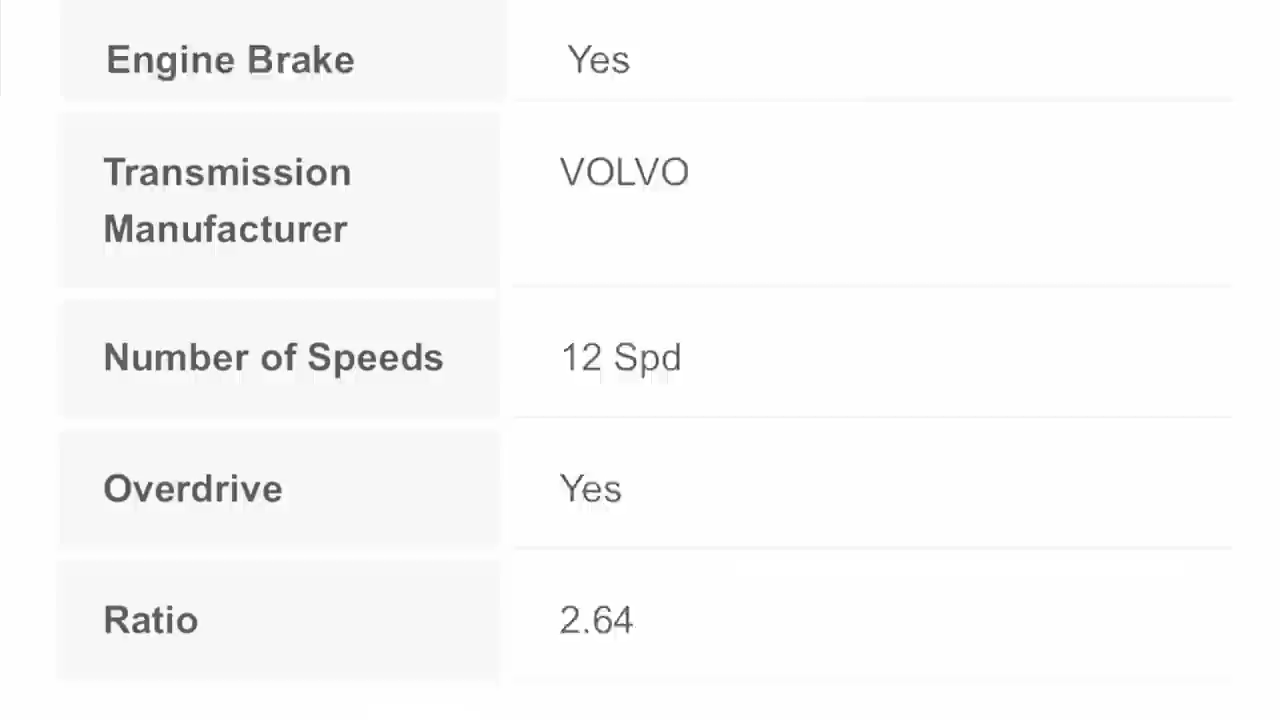 Engine Brake Yes
Transmission VOLVO
Manufacturer
Number of Speeds 12 Spd
Overdrive Yes
Ratio 2.64